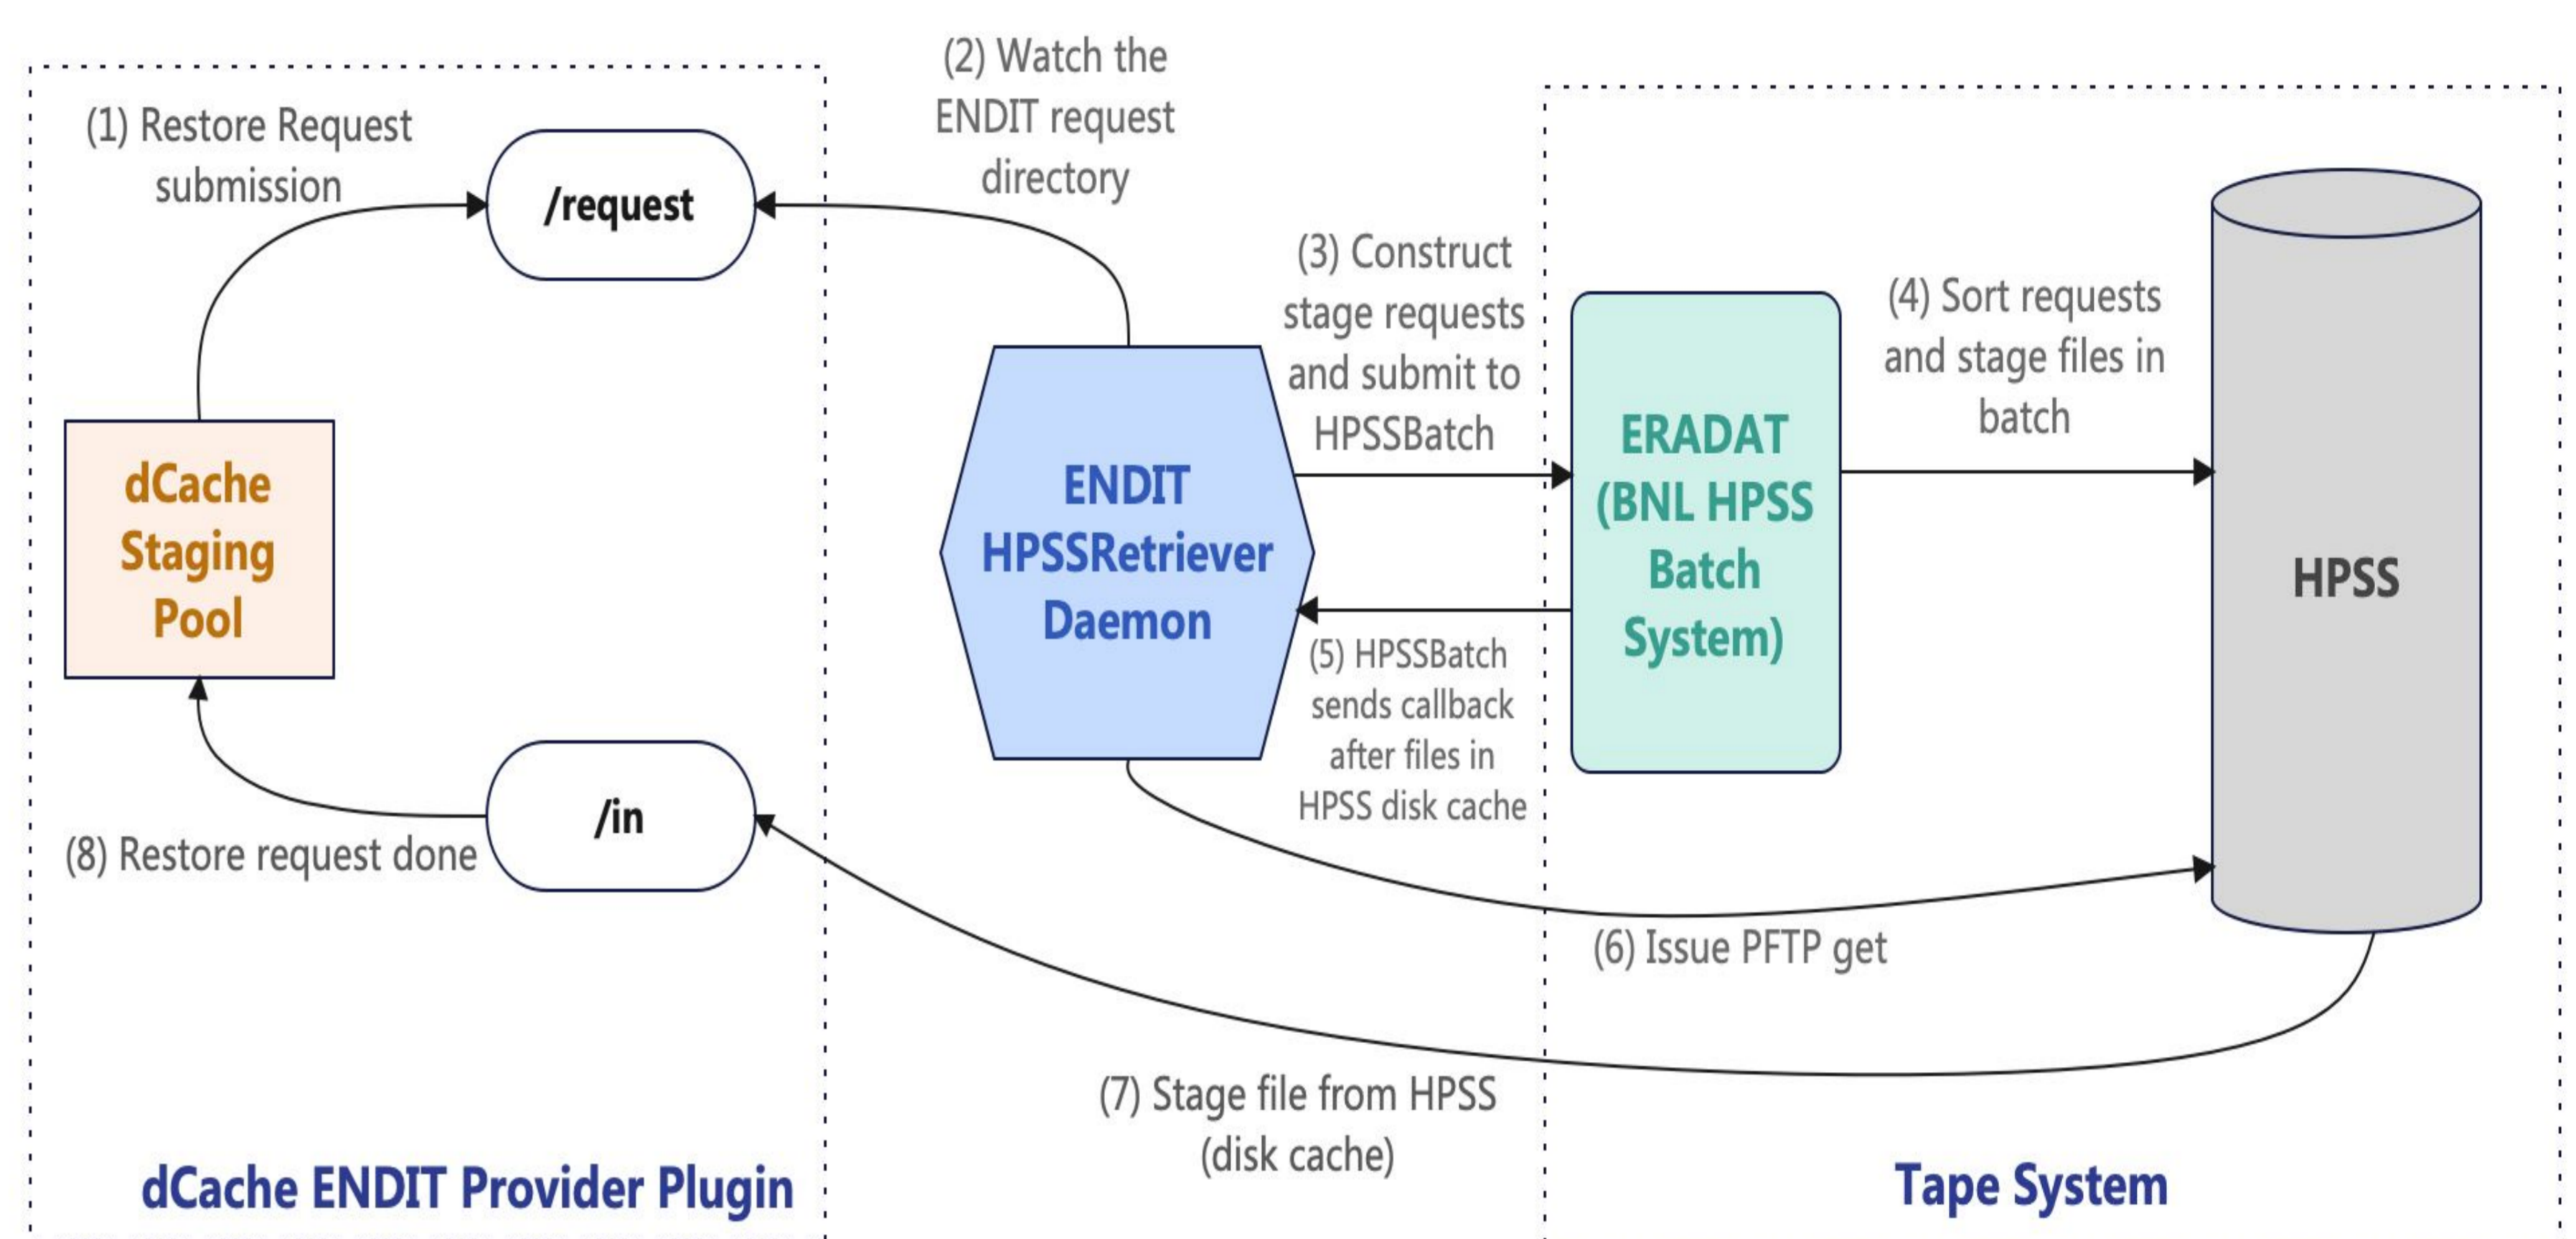 (1) Restore Request
submission
/request
(2) Watch the
ENDIT request
directory
(3) Construct
stage requests
and submit to
HPSSBatch
(4) Sort requests
and stage files in
batch
dCache
Staging
Pool
ENDIT
HPSSRetriever
Daemon
ERADAT
(BNL HPSS
Batch
System)
HPSS
(5) HPSSBatch
sends callback
after files in
HPSS disk cache
/in
(8) Restore request done
(6) Issue PFTP get
(7) Stage file from HPSS
(disk cache)
dCache ENDIT Provider Plugin
Tape System